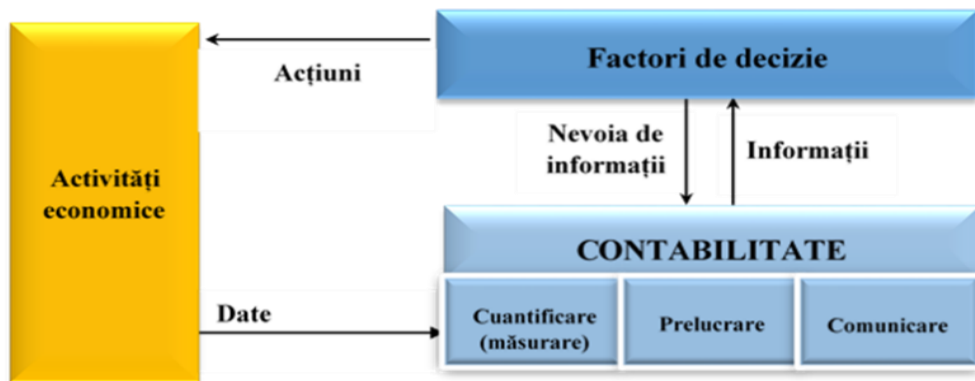 Factori de decizie
Acțiuni
Nevoia de
informații
Informații
Activități
economice
CONTABILITATE
Date
Cuantificare
(măsurare)
Prelucrare
Comunicare